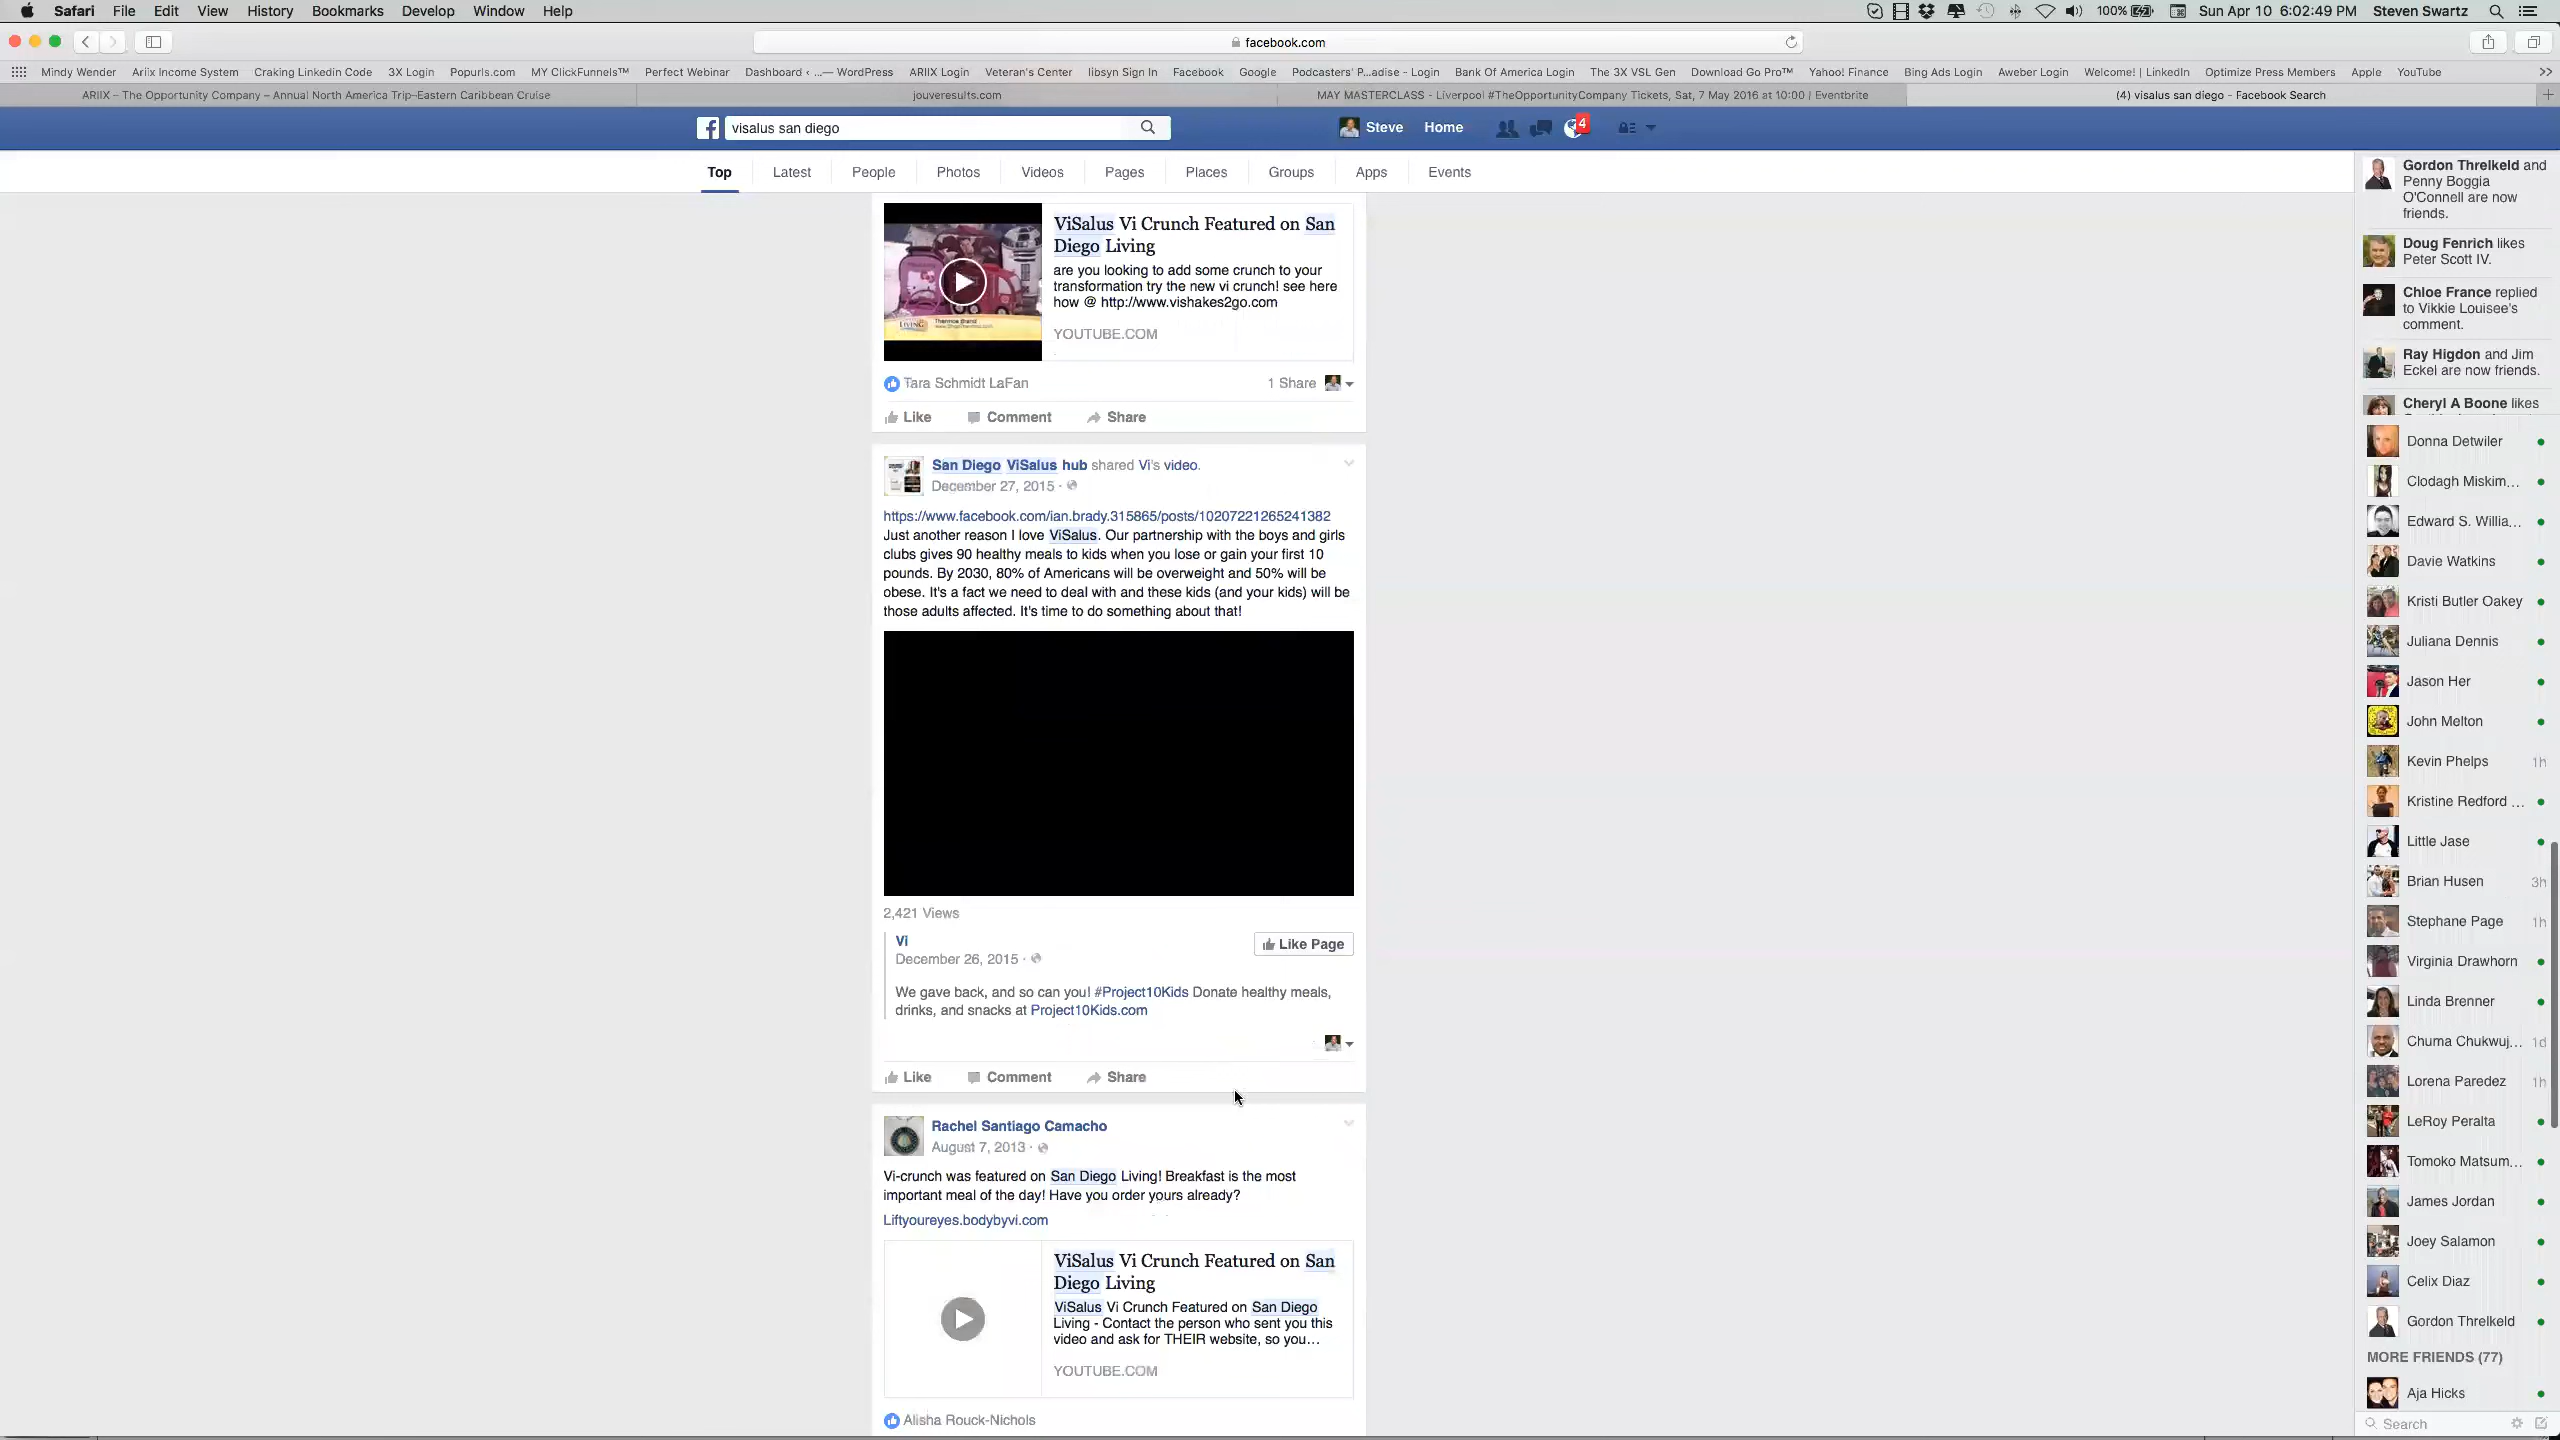 Safari File Edit View History Bookmarks Develop Window Help 100% Sun Apr 10 6:02:49 PM Steven Swartz
facebook.com
Mindy Wender Ariix Income System Craking Linkedin Code 3X Login Popurls.com MY ClickFunnels™ Perfect Webinar Dashboard ‹ ...— WordPress ARIIX Login Veteran's Center libsyn Sign In Facebook Google Podcasters' P...adise - Login Bank Of America Login The 3X VSL Gen Download Go Pro™ Yahoo! Finance Bing Ads Login Aweber Login Welcome! | LinkedIn Optimize Press Members Apple YouTube
ARIIX – The Opportunity Company – Annual North America Trip–Eastern Caribbean Cruise jouveresults.com MAY MASTERCLASS - Liverpool #TheOpportunityCompany Tickets, Sat, 7 May 2016 at 10:00 | Eventbrite (4) visalus san diego - Facebook Search
visalus san diego Steve Home 4
Top Latest People Photos Videos Pages Places Groups Apps Events
ViSalus Vi Crunch Featured on San
Diego Living
are you looking to add some crunch to your
transformation try the new vi crunch! see here
how @ http://www.vishakes2go.com
LIVING
YOUTUBE.COM
Tara Schmidt LaFan 1 Share
Like Comment Share
San Diego ViSalus hub shared Vi's video.
December 27, 2015 ·
https://www.facebook.com/ian.brady.315865/posts/10207221265241382
Just another reason I love ViSalus. Our partnership with the boys and girls
clubs gives 90 healthy meals to kids when you lose or gain your first 10
pounds. By 2030, 80% of Americans will be overweight and 50% will be
obese. It's a fact we need to deal with and these kids (and your kids) will be
those adults affected. It's time to do something about that!
2,421 Views
Vi
Like Page
December 26, 2015 ·
We gave back, and so can you! #Project10Kids Donate healthy meals,
drinks, and snacks at Project10Kids.com
Like Comment Share
Rachel Santiago Camacho
August 7, 2013 ·
Vi-crunch was featured on San Diego Living! Breakfast is the most
important meal of the day! Have you order yours already?
Liftyoureyes.bodybyvi.com
ViSalus Vi Crunch Featured on San
Diego Living
ViSalus Vi Crunch Featured on San Diego
Living - Contact the person who sent you this
video and ask for THEIR website, so you...
YOUTUBE.COM
Alisha Rouck-Nichols
Gordon Threlkeld and
Penny Boggia
O'Connell are now
friends.
Doug Fenrich likes
Peter Scott IV.
Chloe France replied
to Vikkie Louisee's
comment.
Ray Higdon and Jim
Eckel are now friends.
Cheryl A Boone likes
Donna Detwiler
Clodagh Miskim...
Edward S. Willia...
Davie Watkins
Kristi Butler Oakey
Juliana Dennis
Jason Her
John Melton
Kevin Phelps 1h
Kristine Redford ...
Little Jase
Brian Husen 3h
Stephane Page 1h
Virginia Drawhorn
Linda Brenner
Chuma Chukwuj... 1d
Lorena Paredez 1h
LeRoy Peralta
Tomoko Matsum...
James Jordan
Joey Salamon
Celix Diaz
Gordon Threlkeld
MORE FRIENDS (77)
Aja Hicks
Search